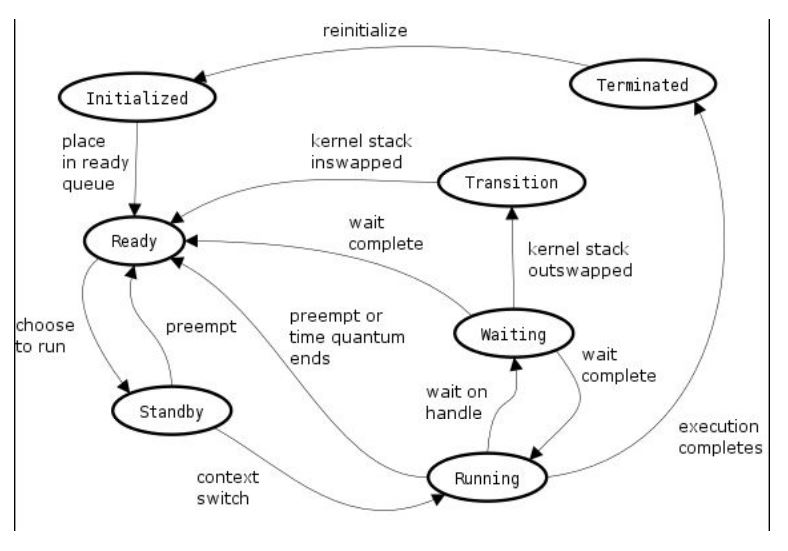 reinitialize
Terminated
Initialized
place
in ready
queue
kernel stack
inswapped
Transition
wait
complete
Ready
kernel stack
outswapped
choose
to run
preempt
preempt or
time quantum
ends
Waiting
wait
complete
wait on
handle
Standby
execution
completes
context
switch
Running